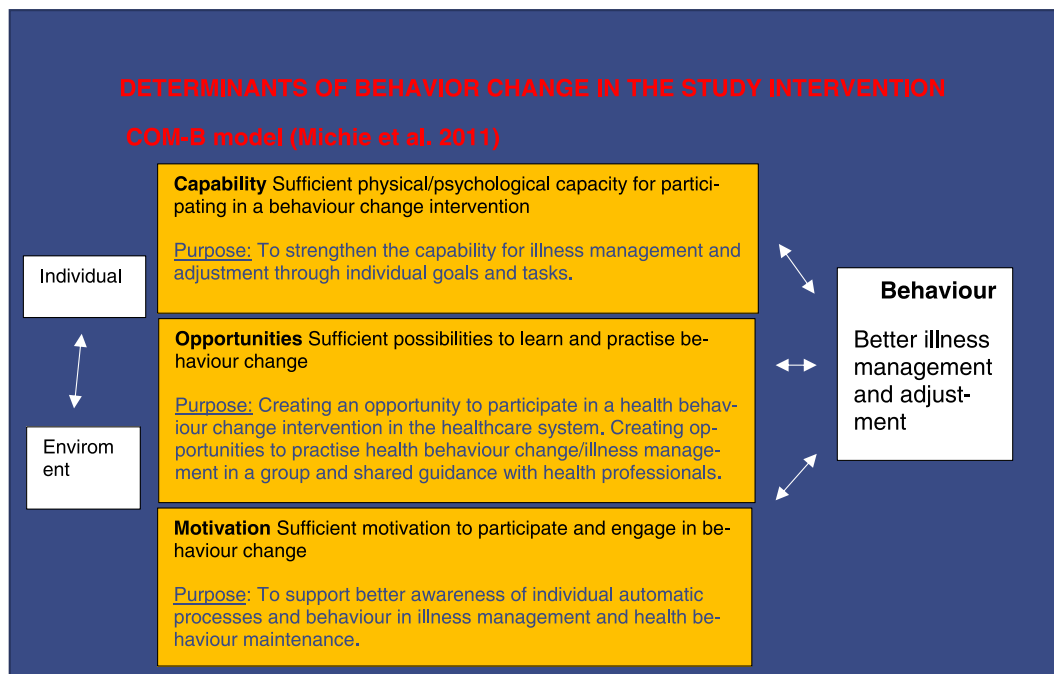 DETERMINANTS OF BEHAVIOR CHANGE IN THE STUDY INTERVENTION
COM-B model (Michie et al. 2011)
Capability Sufficient physical/psychological capacity for partici-
pating in a behaviour change intervention
Purpose: To strengthen the capability for illness management and
adjustment through individual goals and tasks.
Individual
Opportunities Sufficient possibilities to learn and practise be-
haviour change
Purpose: Creating an opportunity to participate in a health behav-
iour change intervention in the healthcare system. Creating op-
portunities to practise health behaviour change/illness manage-
ment in a group and shared guidance with health professionals.
Envirom
ent
Motivation Sufficient motivation to participate and engage in be-
haviour change
Purpose: To support better awareness of individual automatic
processes and behaviour in illness management and health be-
haviour maintenance.
Behaviour
Better illness
management
and adjust-
ment